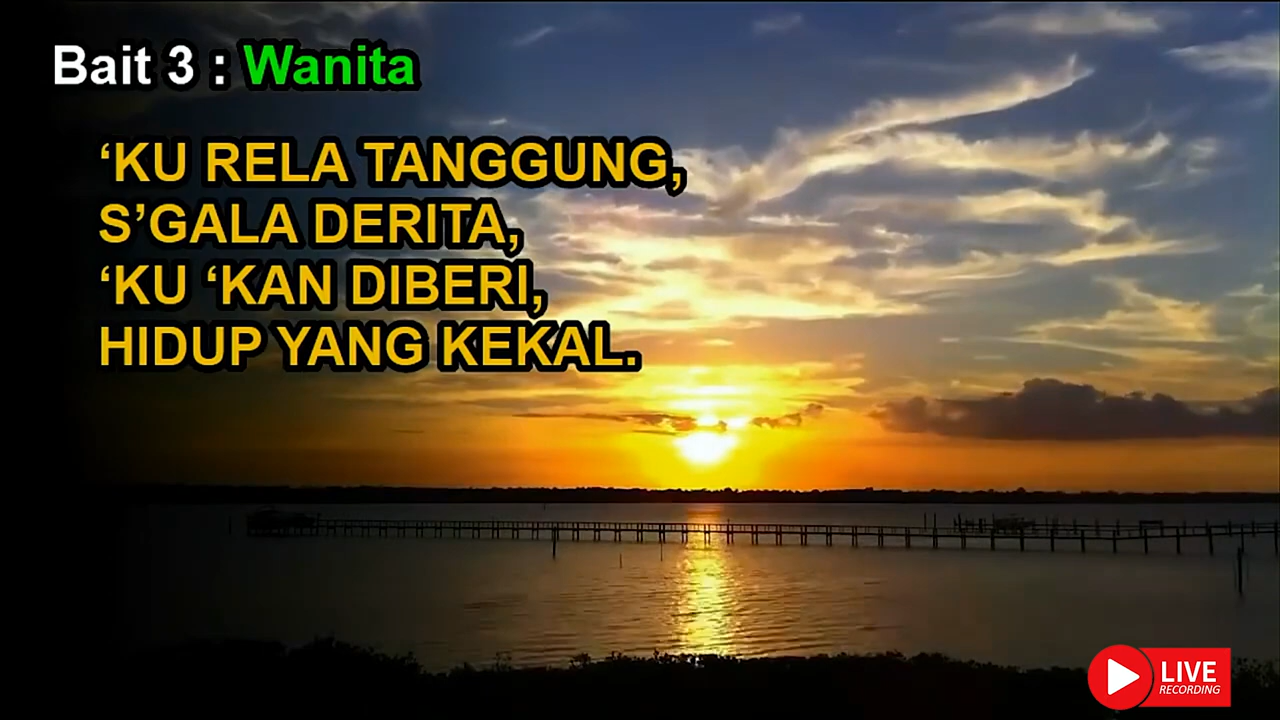 Bait 3 : Wanita
‘KU RELA TANGGUNG,
S’GALA DERITA,
‘KU ‘KAN DIBERI,
HIDUP YANG KEKAL.
LIVE
RECORDING